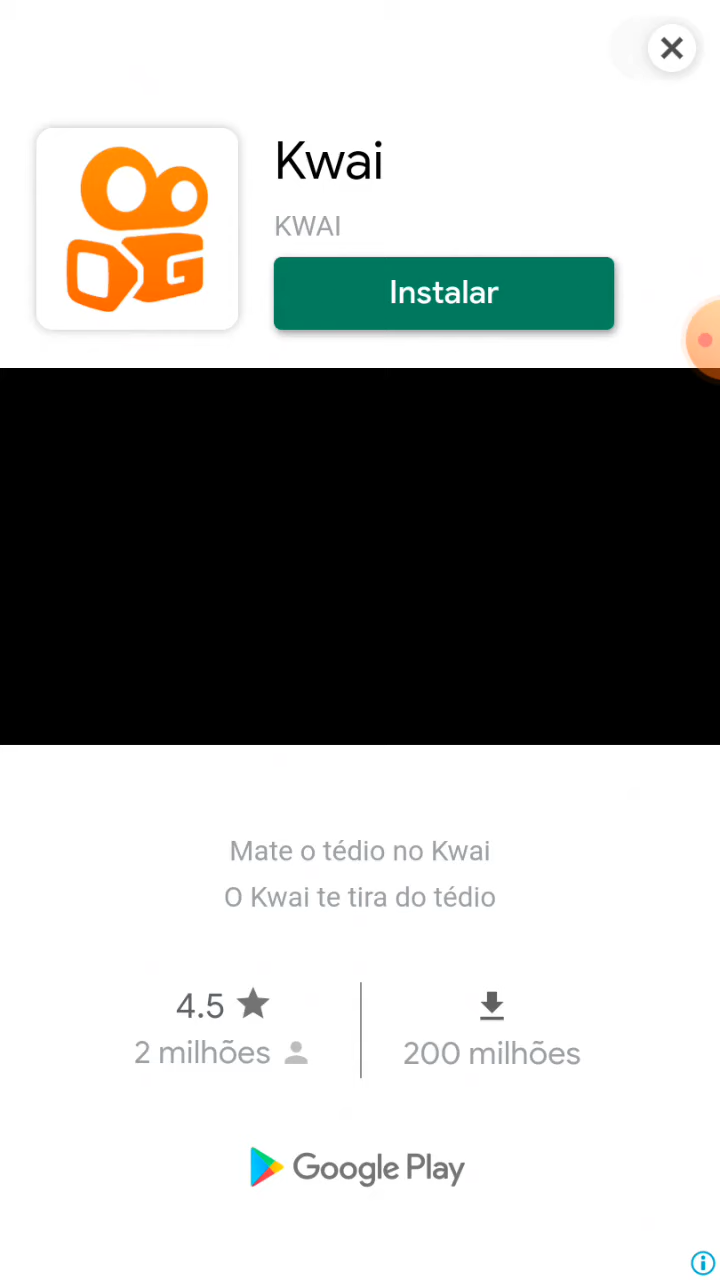 Kwai
KWAI
Instalar
Mate o tédio no Kwai
O Kwai te tira do tédio
4.5
2 milhões
200 milhões
Google Play